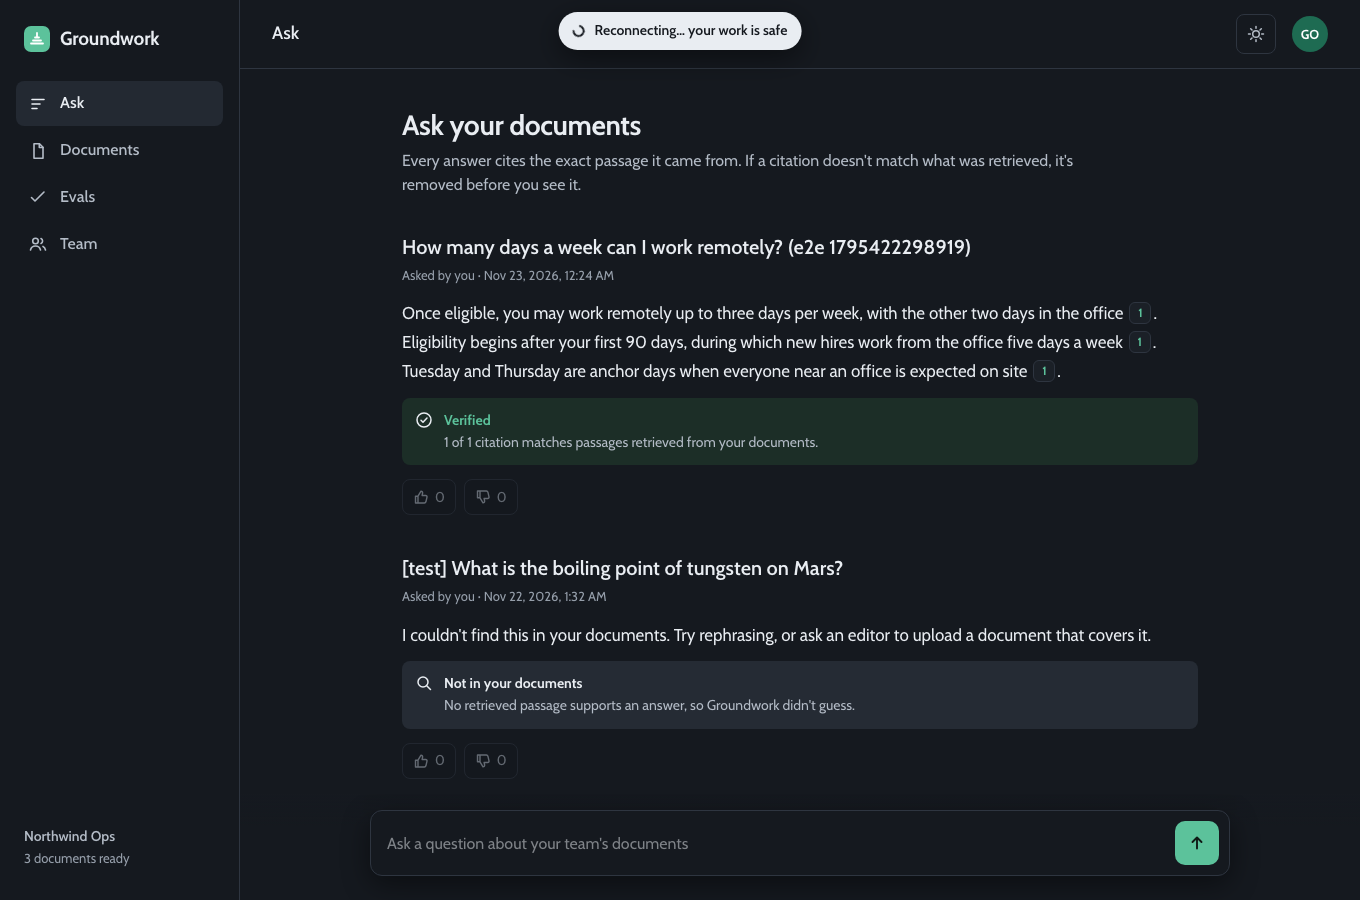 Groundwork
Ask
Documents
Evals
Team
Northwind Ops
3 documents ready
Ask
Reconnecting... your work is safe
GO
Ask your documents
Every answer cites the exact passage it came from. If a citation doesn't match what was retrieved, it's
removed before you see it.
How many days a week can I work remotely? (e2e 1795422298919)
Asked by you · Nov 23, 2026, 12:24 AM
Once eligible, you may work remotely up to three days per week, with the other two days in the office 1 .
Eligibility begins after your first 90 days, during which new hires work from the office five days a week 1 .
Tuesday and Thursday are anchor days when everyone near an office is expected on site 1 .
Verified
1 of 1 citation matches passages retrieved from your documents.
0 0
[test] What is the boiling point of tungsten on Mars?
Asked by you · Nov 22, 2026, 1:32 AM
I couldn't find this in your documents. Try rephrasing, or ask an editor to upload a document that covers it.
Not in your documents
No retrieved passage supports an answer, so Groundwork didn't guess.
0 0
Ask a question about your team's documents